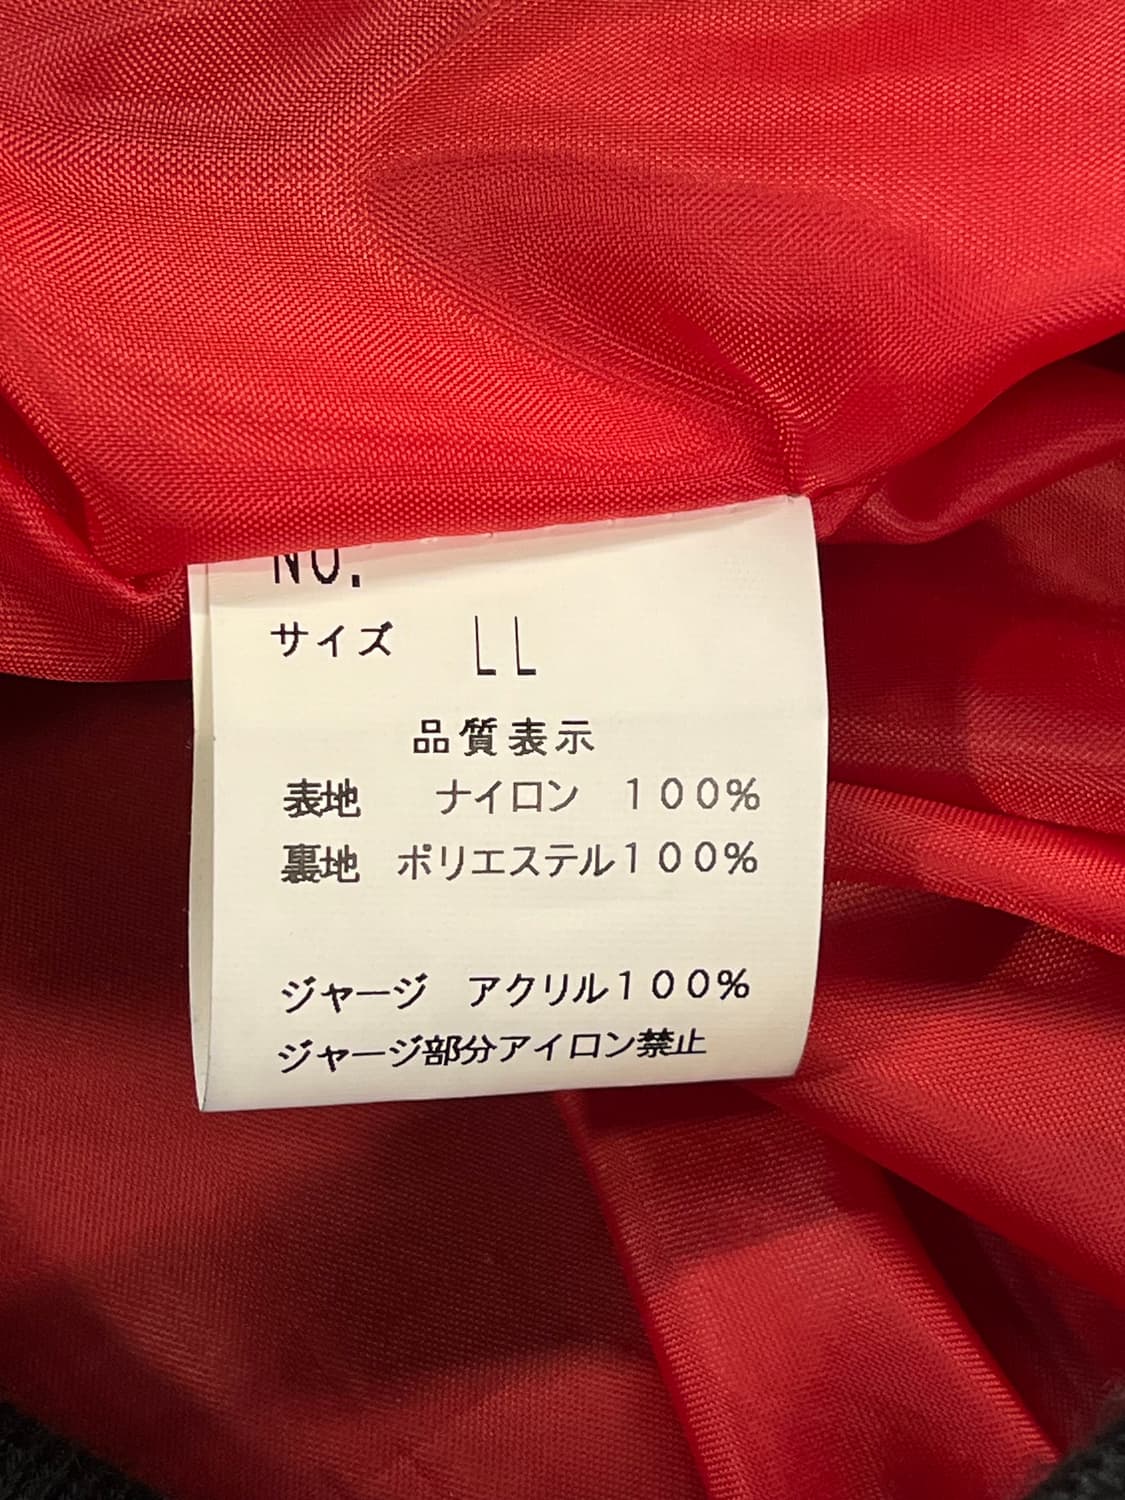 NO.
サイズ LL
品質表示
表地 ナイロン 100%
裏地 ポリエステル100%
ジャージ アクリル100%
ジャージ部分アイロン禁止